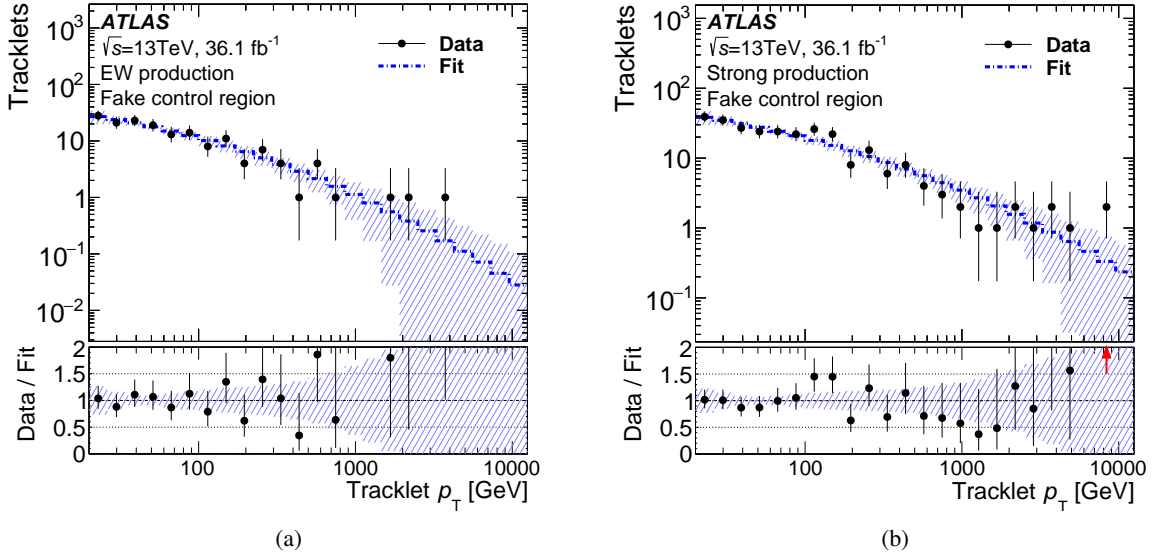 Tracklets
10³
10²
10
1
10⁻¹
10⁻²
ATLAS
√s=13TeV, 36.1 fb⁻¹
EW production
Fake control region
Data
Fit
Data / Fit
2
1.5
1
0.5
0
100
1000
10000
Tracklet p_T [GeV]
(a)
Tracklets
10³
10²
10
1
10⁻¹
ATLAS
√s=13TeV, 36.1 fb⁻¹
Strong production
Fake control region
Data
Fit
Data / Fit
2
1.5
1
0.5
0
100
1000
10000
Tracklet p_T [GeV]
(b)